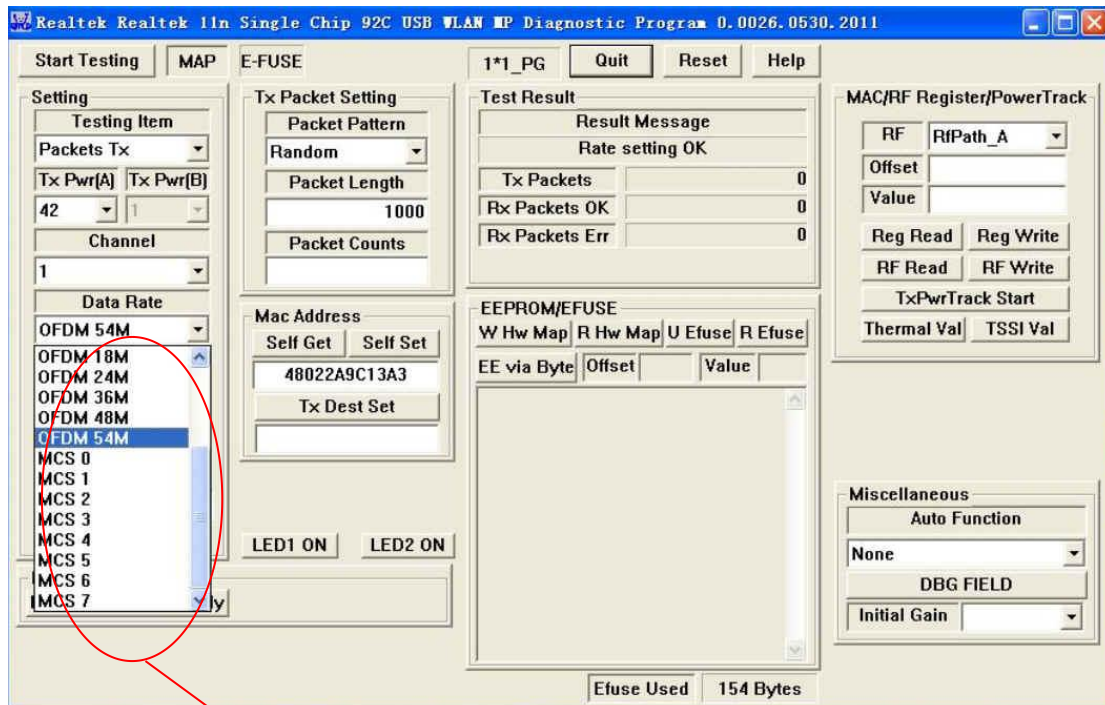 Realtek Realtek 11n Single Chip 92C USB WLAN MP Diagnostic Program 0.0026.0530.2011
Start Testing MAP E-FUSE 1*1_PG Quit Reset Help
Setting
Testing Item
Packets Tx
Tx Pwr(A) Tx Pwr(B)
42 1
Channel
1
Data Rate
OFDM 54M
OFDM 18M
OFDM 24M
OFDM 36M
OFDM 48M
OFDM 54M
MCS 0
MCS 1
MCS 2
MCS 3
MCS 4
MCS 5
MCS 6
MCS 7
Tx Packet Setting
Packet Pattern
Random
Packet Length
1000
Packet Counts
Mac Address
Self Get Self Set
48022A9C13A3
Tx Dest Set
LED1 ON LED2 ON
Test Result
Result Message
Rate setting OK
Tx Packets 0
Rx Packets OK 0
Rx Packets Err 0
EEPROM/EFUSE
W Hw Map R Hw Map U Efuse R Efuse
EE via Byte Offset Value
Efuse Used 154 Bytes
MAC/RF Register/PowerTrack
RF RfPath_A
Offset
Value
Reg Read Reg Write
RF Read RF Write
TxPwrTrack Start
Thermal Val TSSI Val
Miscellaneous
Auto Function
None
DBG FIELD
Initial Gain